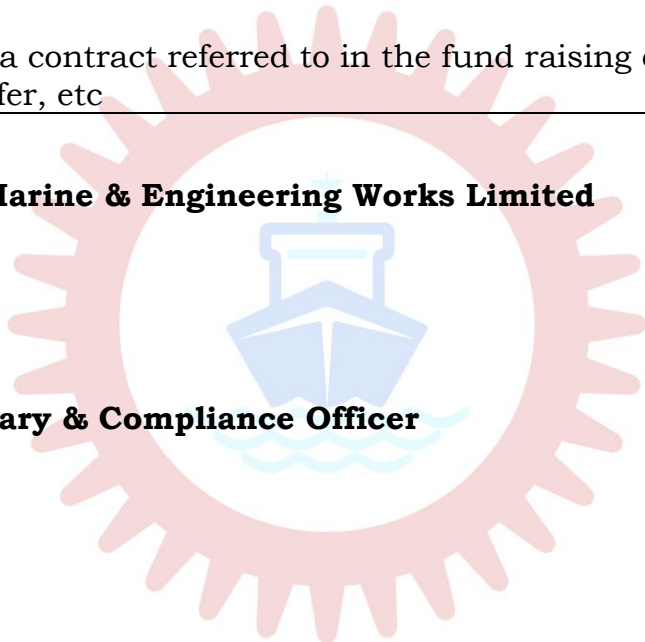 a contract referred to in the fund raising
fer, etc
Marine & Engineering Works Limited
ary & Compliance Officer